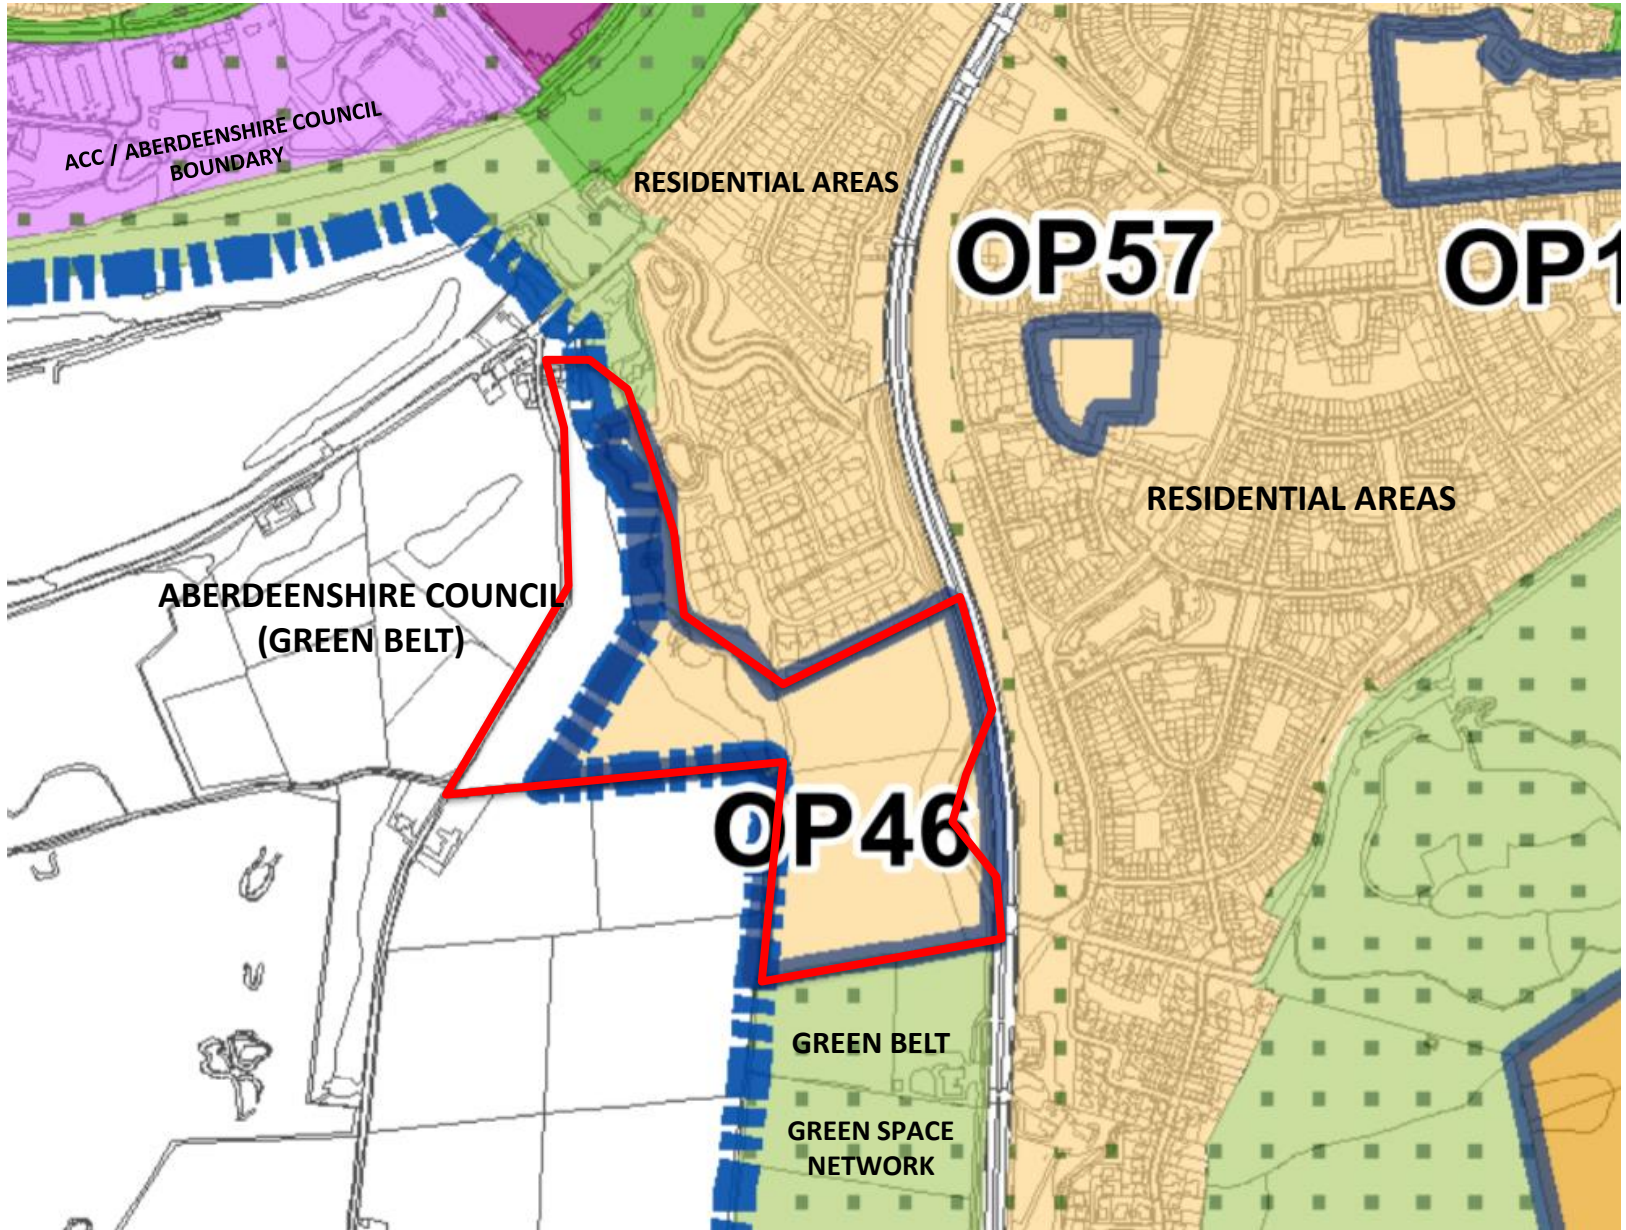 ACC / ABERDEENSHIRE COUNCIL
BOUNDARY
RESIDENTIAL AREAS
OP57
OP1
RESIDENTIAL AREAS
ABERDEENSHIRE COUNCIL
(GREEN BELT)
OP46
GREEN BELT
GREEN SPACE
NETWORK